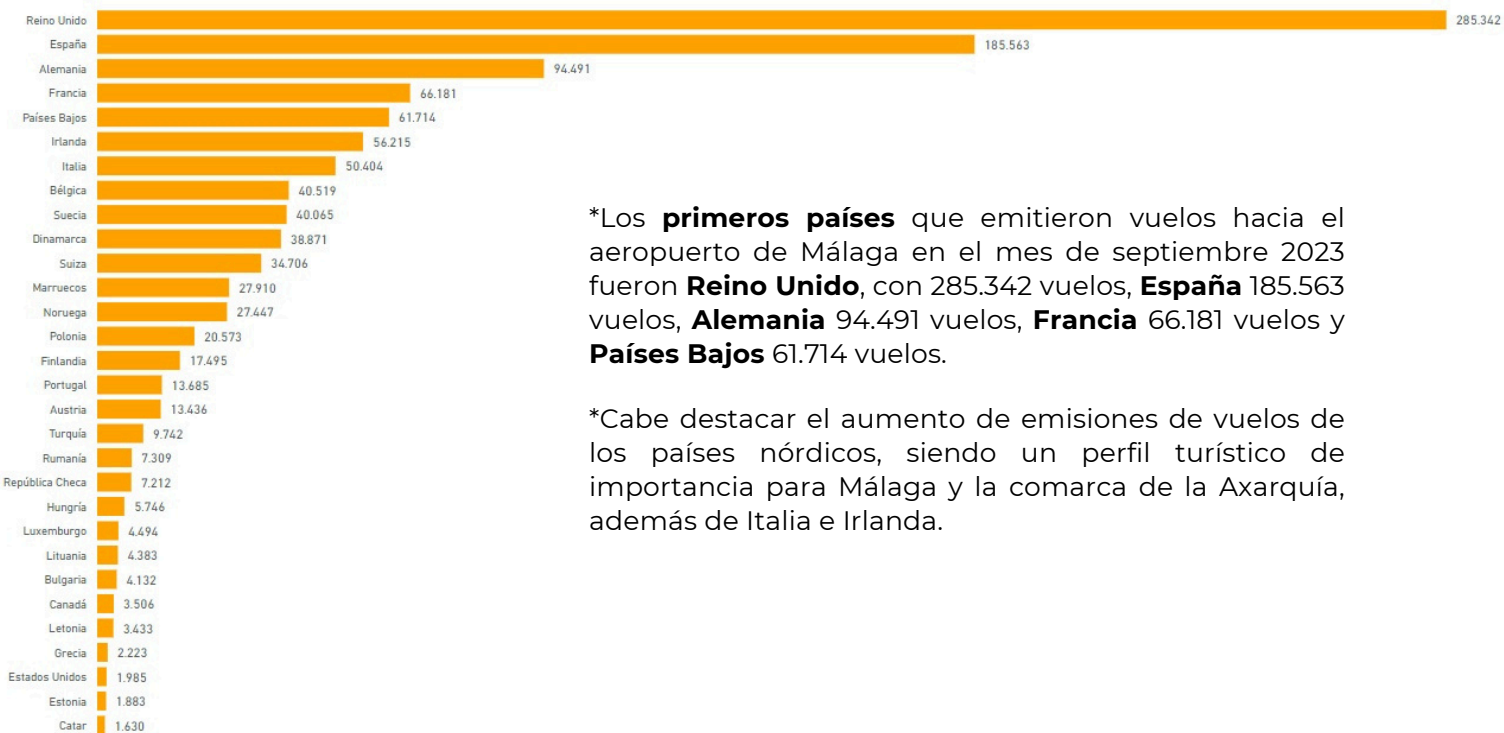 Reino Unido 285.342
España 185.563
Alemania 94.491
Francia 66.181
Países Bajos 61.714
Irlanda 56.215
Italia 50.404
Bélgica 40.519
Suecia 40.065
Dinamarca 38.871
Suiza 34.706
Marruecos 27.910
Noruega 27.447
Polonia 20.573
Finlandia 17.495
Portugal 13.685
Austria 13.436
Turquía 9.742
Rumanía 7.309
República Checa 7.212
Hungría 5.746
Luxemburgo 4.494
Lituania 4.383
Bulgaria 4.132
Canadá 3.506
Letonia 3.433
Grecia 2.223
Estados Unidos 1.985
Estonia 1.883
Catar 1.630
*Los primeros países que emitieron vuelos hacia el
aeropuerto de Málaga en el mes de septiembre 2023
fueron Reino Unido, con 285.342 vuelos, España 185.563
vuelos, Alemania 94.491 vuelos, Francia 66.181 vuelos y
Países Bajos 61.714 vuelos.
*Cabe destacar el aumento de emisiones de vuelos de
los países nórdicos, siendo un perfil turístico de
importancia para Málaga y la comarca de la Axarquía,
además de Italia e Irlanda.